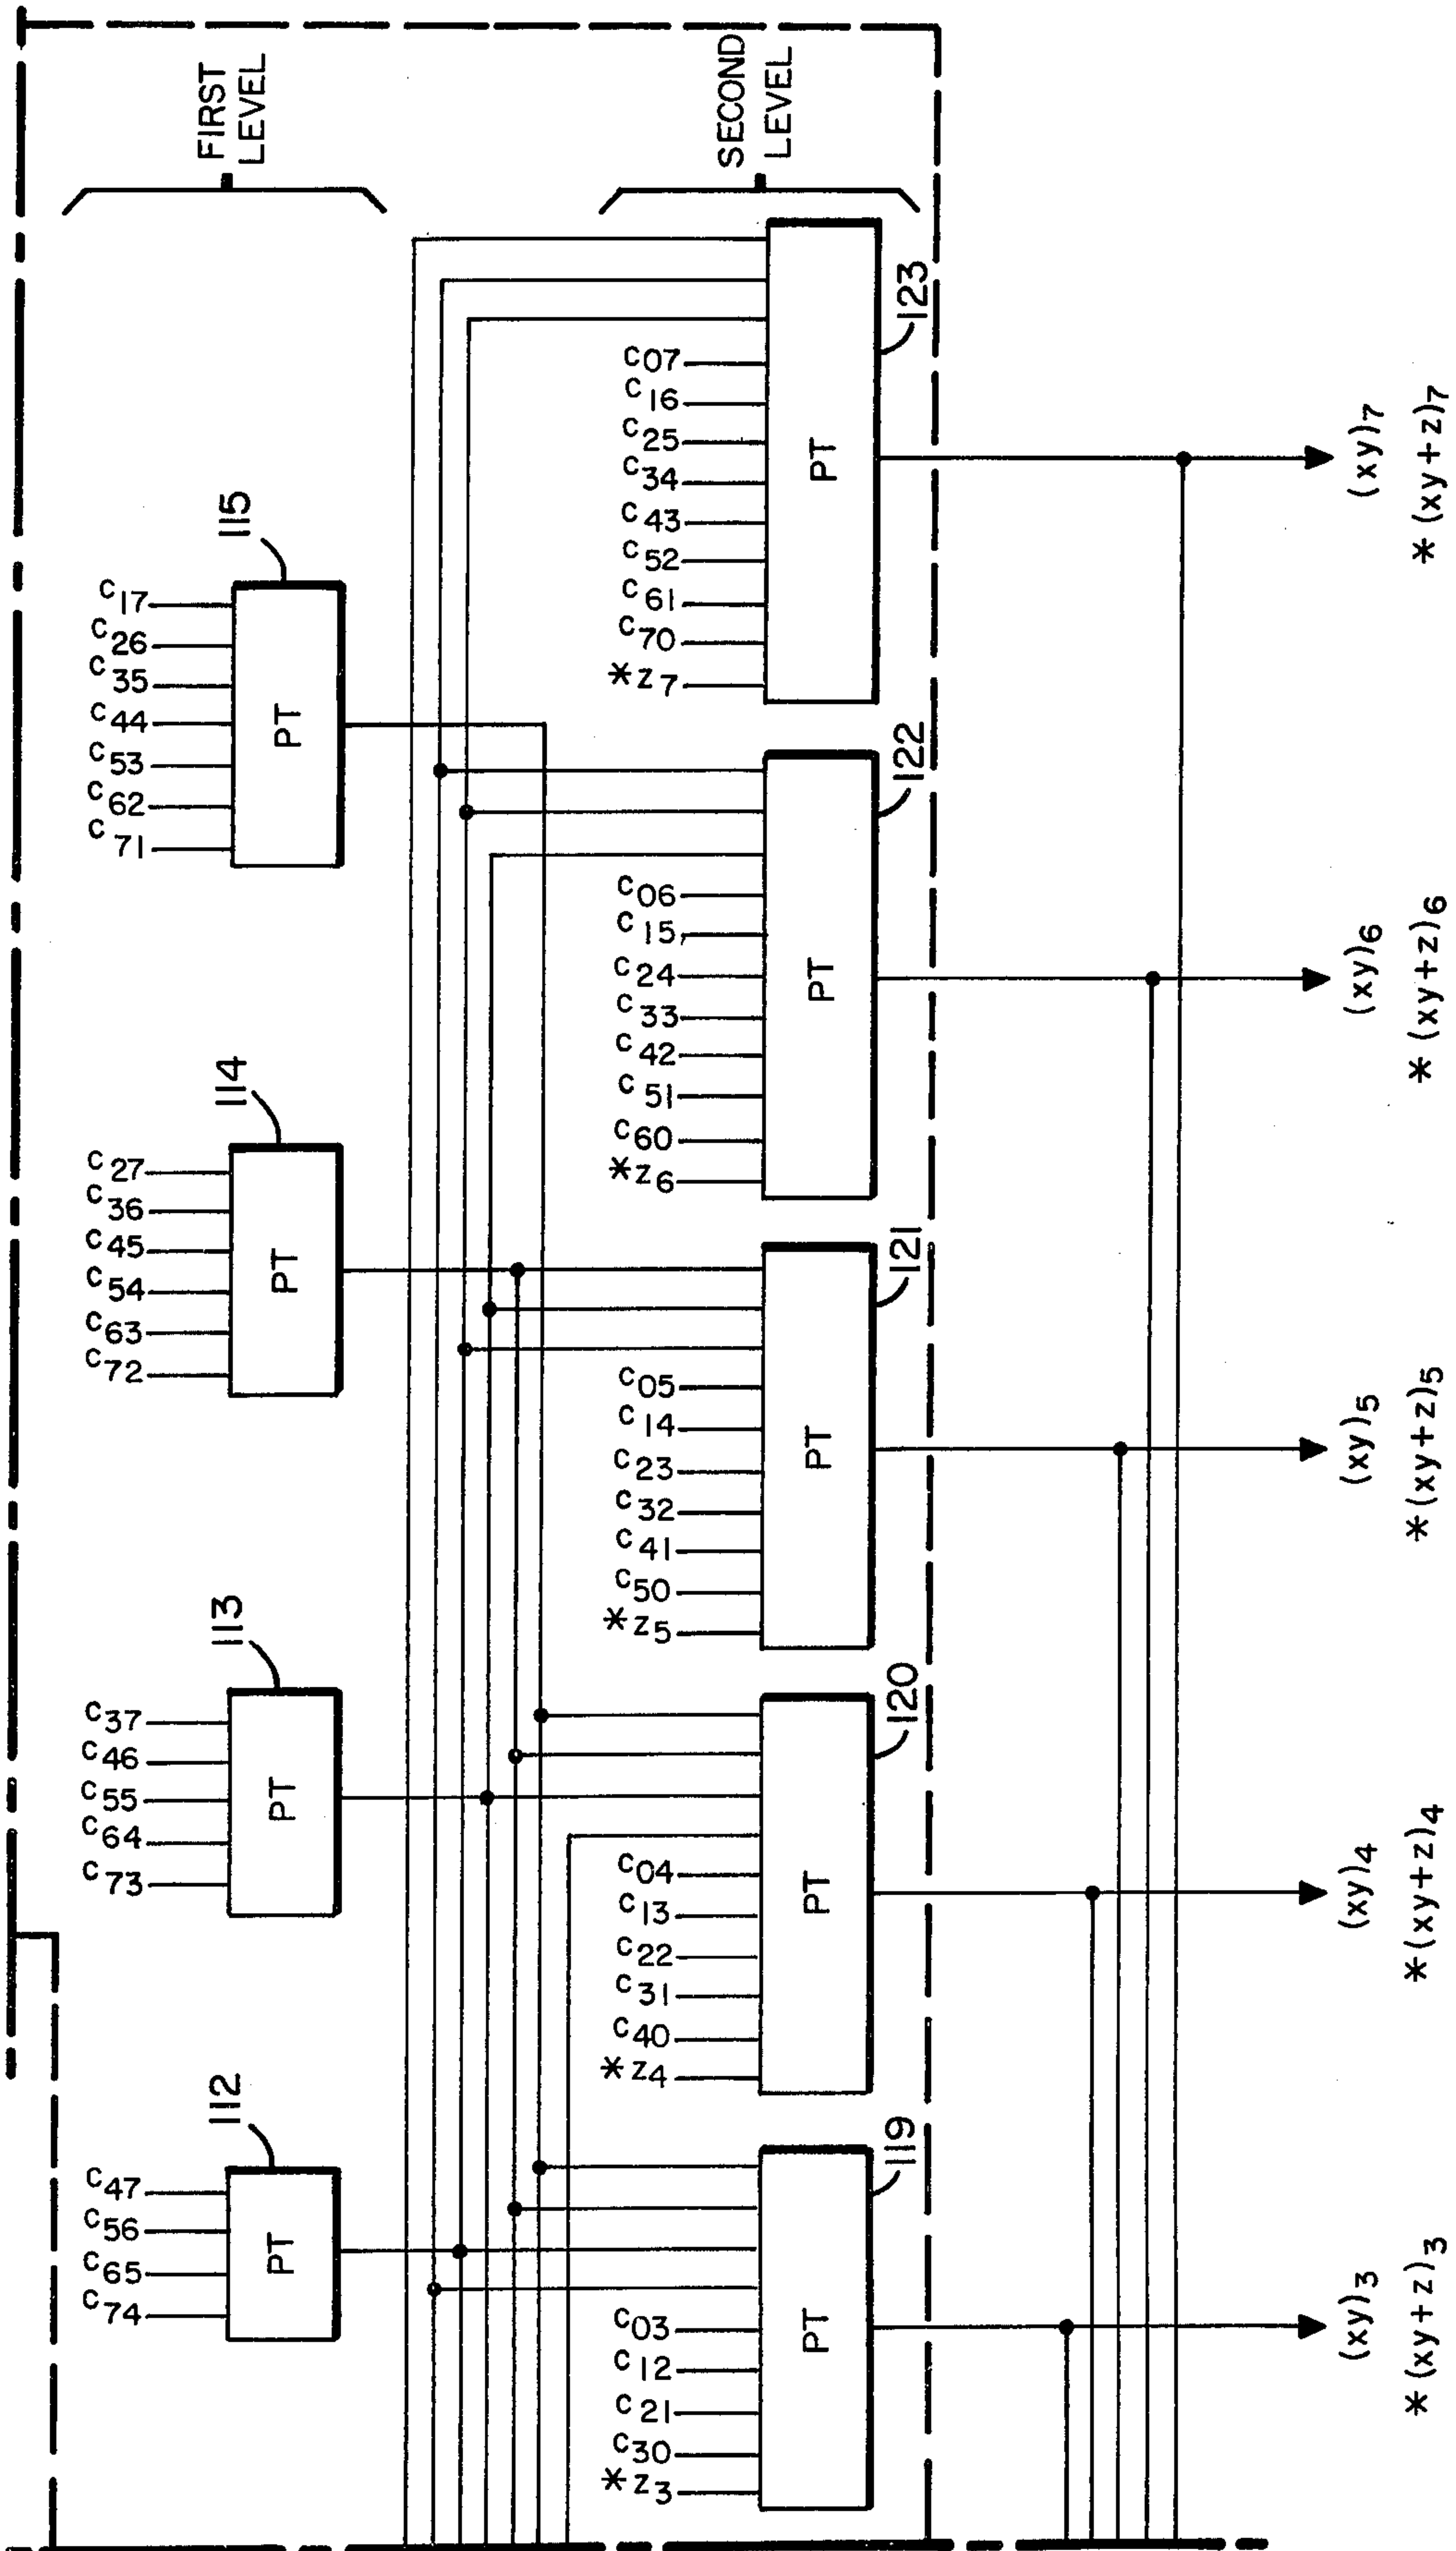 FIRST
LEVEL
SECOND
LEVEL
115
C17
C26
C35
C44
C53
C62
C71
PT
114
C27
C36
C45
C54
C63
C72
PT
113
C37
C46
C55
C64
C73
PT
112
C47
C56
C65
C74
PT
123
C07
C16
C25
C34
C43
C52
C61
C70
*z7
PT
122
C06
C15
C24
C33
C42
C51
C60
*z6
PT
121
C05
C14
C23
C32
C41
C50
*z5
PT
120
C04
C13
C22
C31
C40
*z4
PT
119
C03
C12
C21
C30
*z3
PT
(xy)7
*(xy+z)7
(xy)6
*(xy+z)6
(xy)5
*(xy+z)5
(xy)4
*(xy+z)4
(xy)3
*(xy+z)3